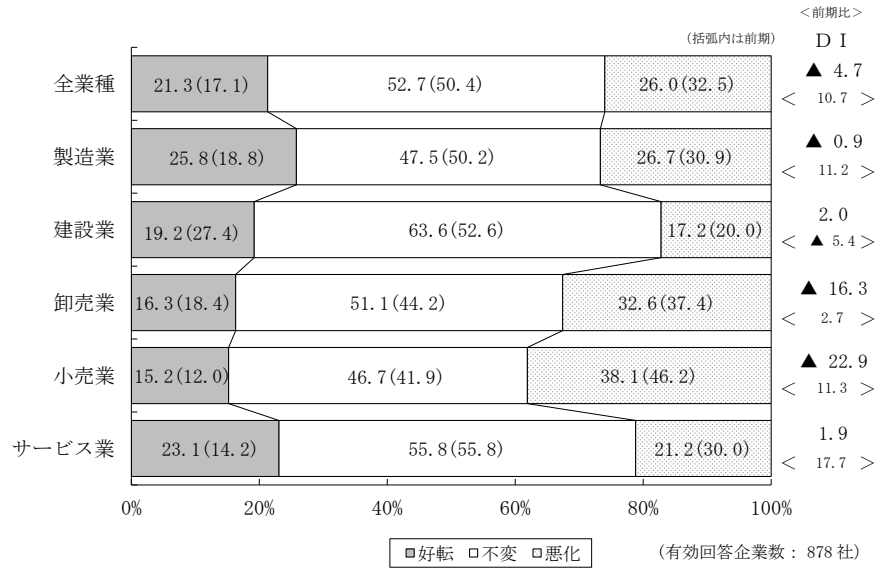 <前期比>
(括弧内は前期) ＤＩ
全業種 21.3(17.1) 52.7(50.4) 26.0(32.5) ▲ 4.7
< 10.7 >
製造業 25.8(18.8) 47.5(50.2) 26.7(30.9) ▲ 0.9
< 11.2 >
建設業 19.2(27.4) 63.6(52.6) 17.2(20.0) 2.0
< ▲ 5.4 >
卸売業 16.3(18.4) 51.1(44.2) 32.6(37.4) ▲ 16.3
< 2.7 >
小売業 15.2(12.0) 46.7(41.9) 38.1(46.2) ▲ 22.9
< 11.3 >
サービス業 23.1(14.2) 55.8(55.8) 21.2(30.0) 1.9
< 17.7 >
0% 20% 40% 60% 80% 100%
好転 不変 悪化 (有効回答企業数：878 社)